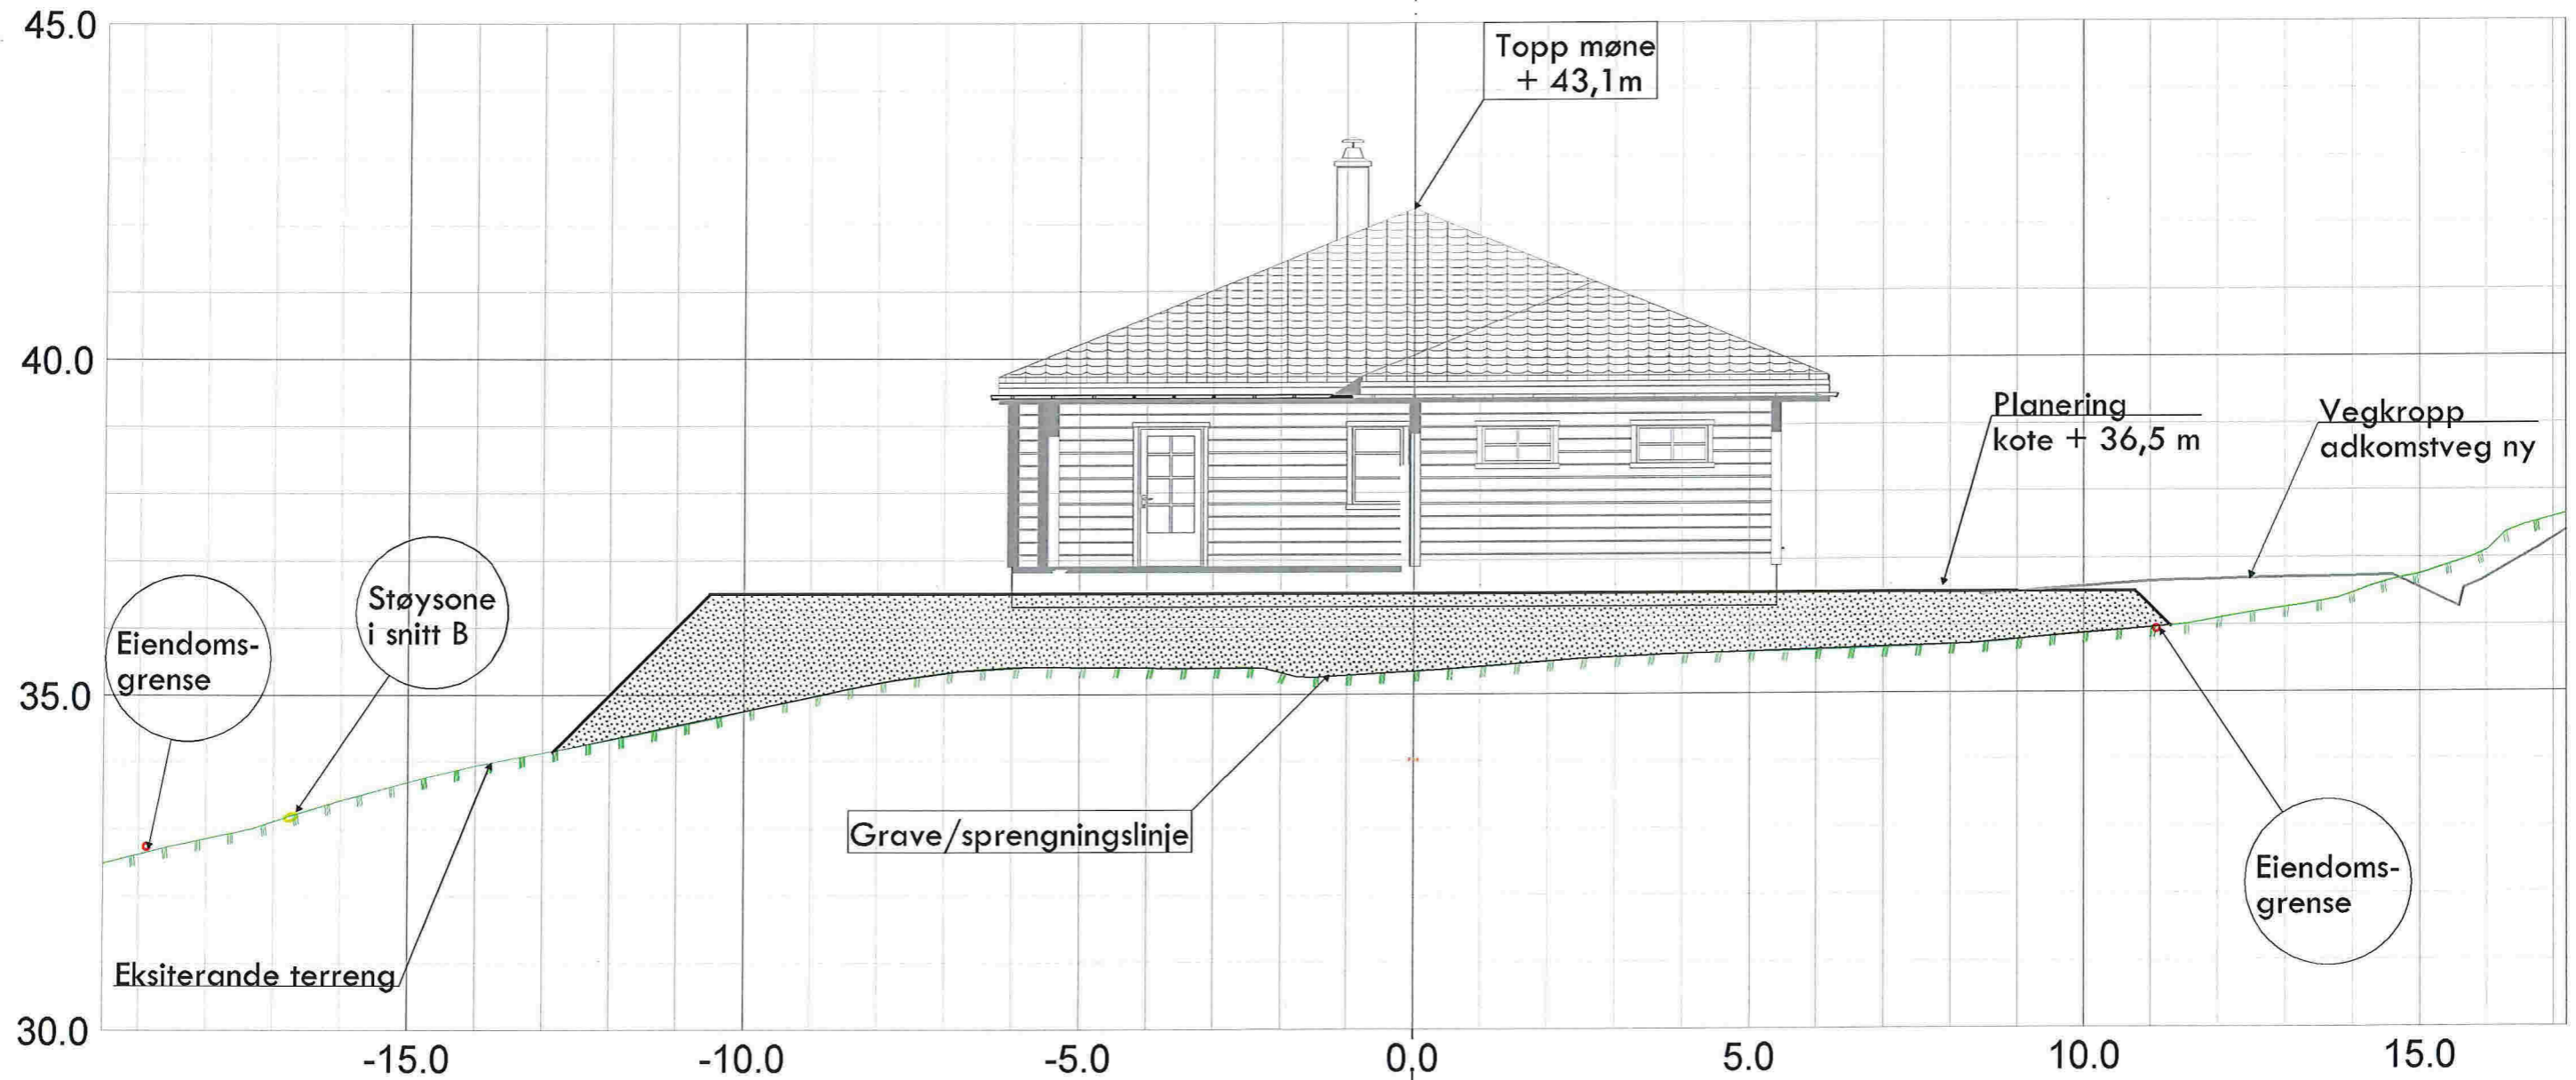 45.0
Topp møne
+ 43,1m
40.0
Planering
kote + 36,5 m
Vegkropp
adkomstveg ny
Støysone
i snitt B
Eiendoms-
grense
35.0
Grave/sprengningslinje
Eiendoms-
grense
Eksiterande terreng
30.0
-15.0
-10.0
-5.0
0,0
5.0
10.0
15.0